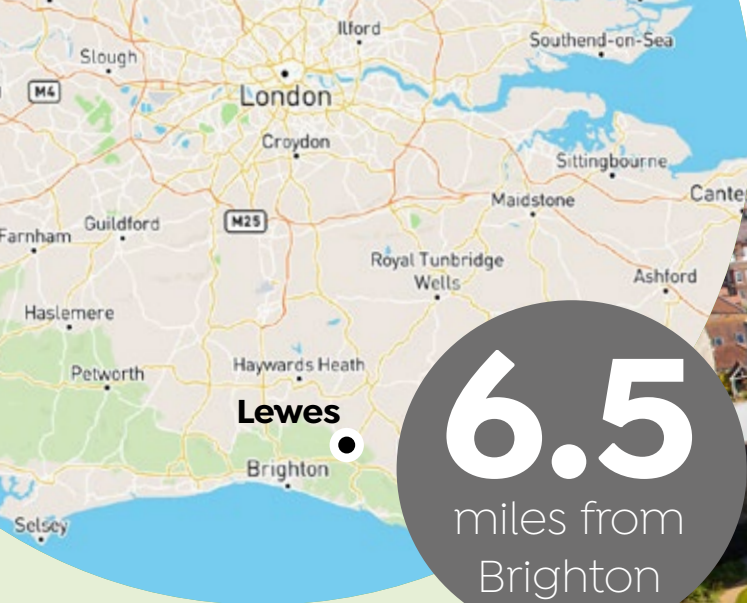 Ilford
Southend-on-Sea
Slough
M4
London
Croydon
Sittingbourne
Maidstone
Cante
Guildford
M25
Farnham
Royal Tunbridge
Wells
Ashford
Haslemere
Haywards Heath
Petworth
Lewes
Brighton
Selsey
6.5
miles from
Brighton